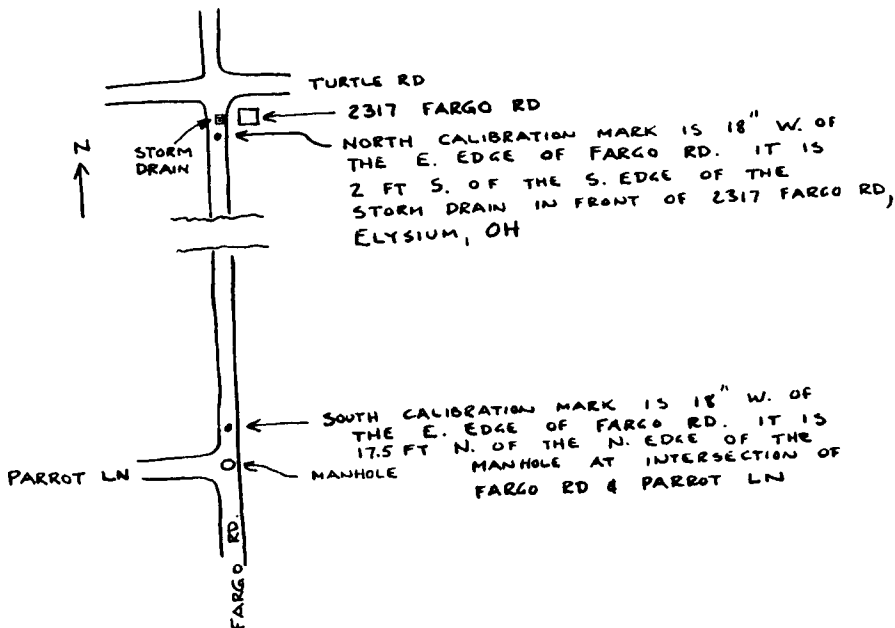 TURTLE RD
2317 FARGO RD
N
STORM
DRAIN
NORTH CALIBRATION MARK IS 18" W. OF
THE E. EDGE OF FARGO RD. IT IS
2 FT S. OF THE S. EDGE OF THE
STORM DRAIN IN FRONT OF 2317 FARGO RD,
ELYSIUM, OH
SOUTH CALIBRATION MARK IS 18" W. OF
THE E. EDGE OF FARGO RD. IT IS
17.5 FT N. OF THE N. EDGE OF THE
MANHOLE AT INTERSECTION OF
FARGO RD & PARROT LN
MANHOLE
PARROT LN
FARGO RD.